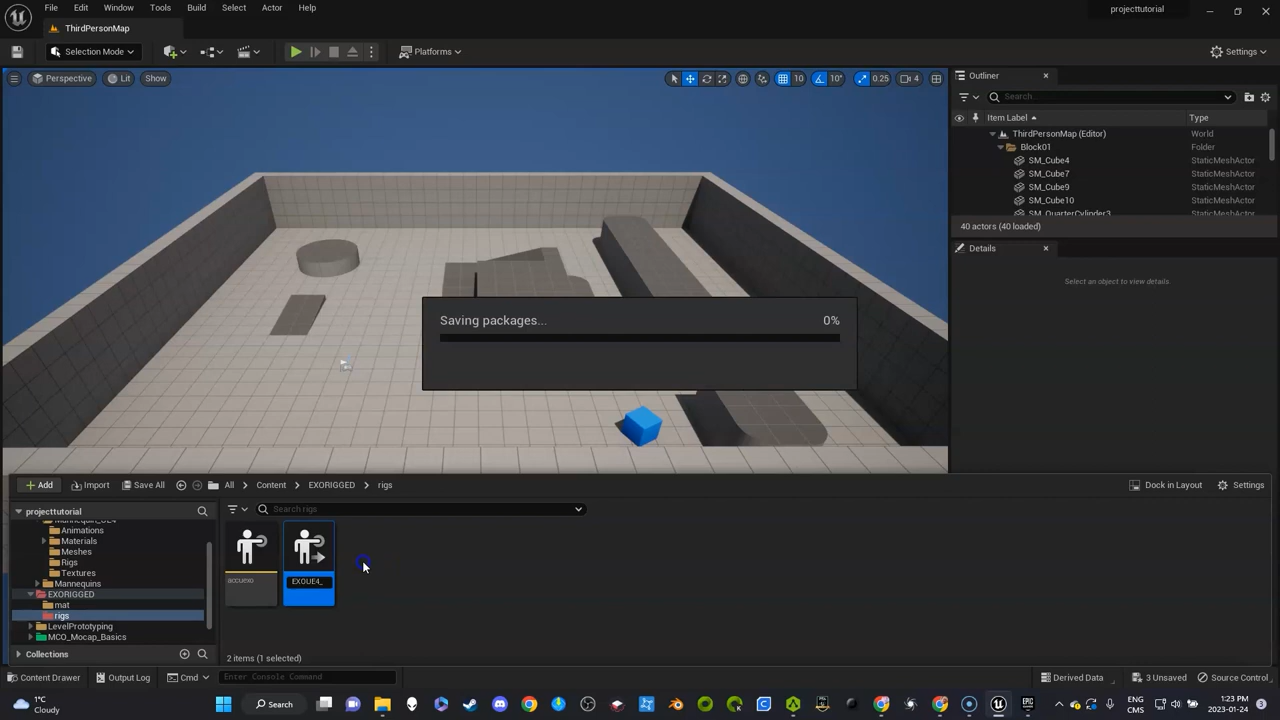 File Edit Window Tools Build Select Actor Help
projecttutorial
ThirdPersonMap
Selection Mode
Platforms
Settings
Perspective Lit Show
10 10° 0.25 4
Outliner
Search...
Item Label Type
ThirdPersonMap (Editor) World
Block01 Folder
SM_Cube4 StaticMeshActor
SM_Cube7 StaticMeshActor
SM_Cube9 StaticMeshActor
SM_Cube10 StaticMeshActor
SM_QuarterCylinder3 StaticMeshActor
40 actors (40 loaded)
Details
Select an object to view details.
Saving packages... 0%
Add Import Save All All Content EXORIGGED rigs Dock in Layout Settings
projecttutorial
Search rigs
Mannequin_UE4
Animations
Materials
Meshes
Rigs
Textures
Mannequins
EXORIGGED
mat
rigs
LevelPrototyping
MCO_Mocap_Basics
accuexo
EXOUE4_
Collections
2 items (1 selected)
Content Drawer Output Log Cmd Enter Console Command Derived Data 3 Unsaved Source Control
1°C
Cloudy
Search
ENG
CMS
1:23 PM
2023-01-24